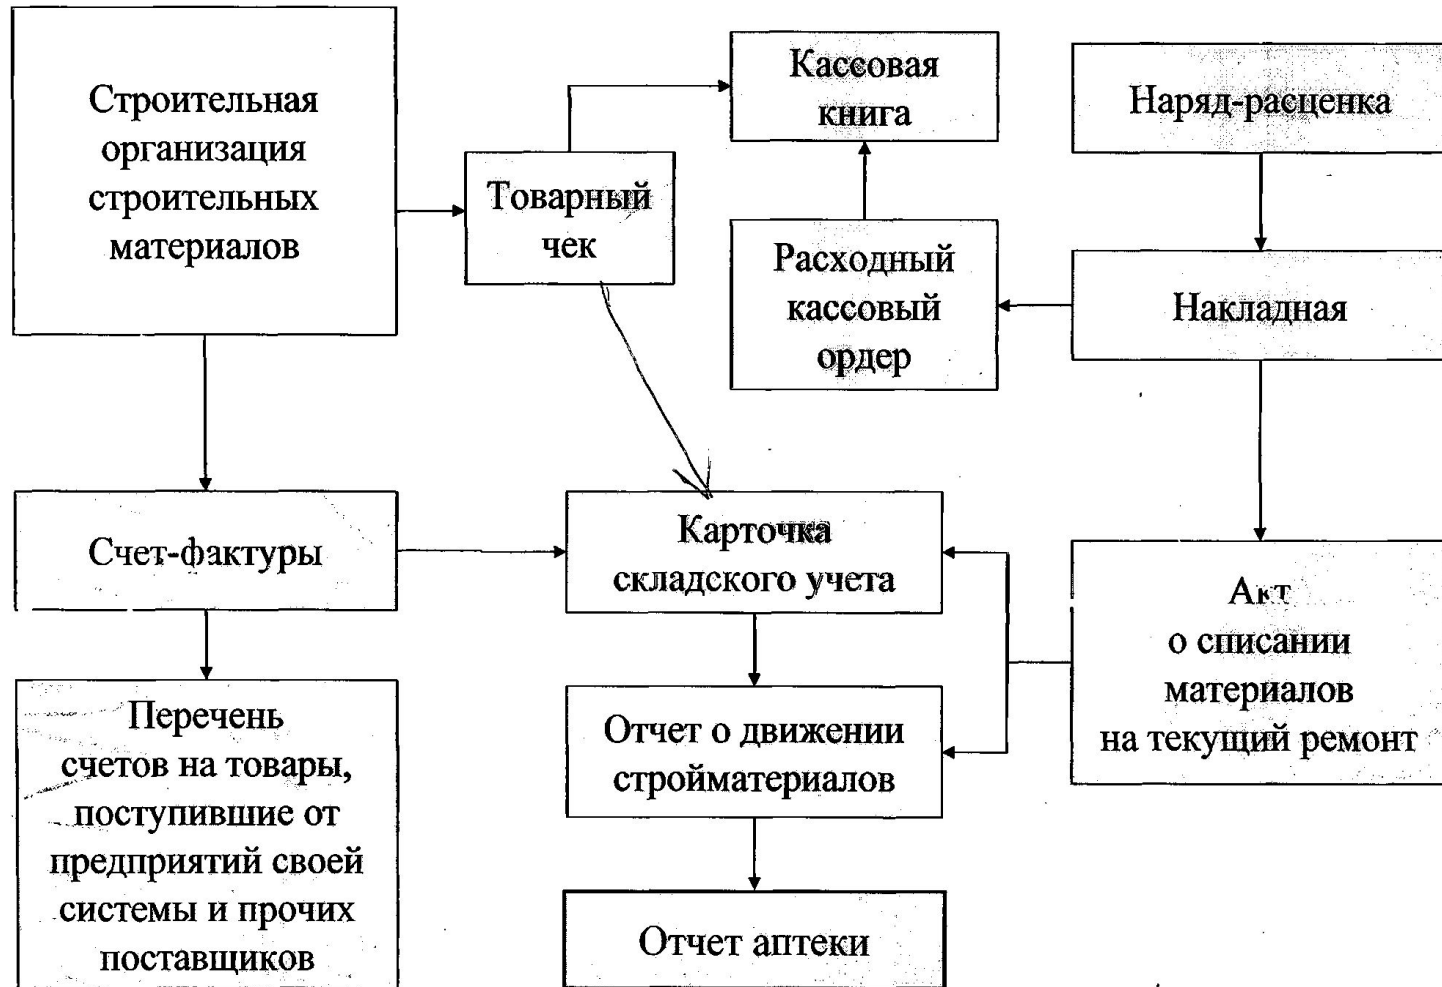 Строительная
организация
строительных
материалов
Товарный
чек
Кассовая
книга
Расходный
кассовый
ордер
Наряд-расценка
Накладная
Счет-фактуры
Карточка
складского учета
Акт
о списании
материалов
на текущий ремонт
Перечень
счетов на товары,
поступившие от
предприятий своей
системы и прочих
поставщиков
Отчет о движении
стройматериалов
Отчет аптеки